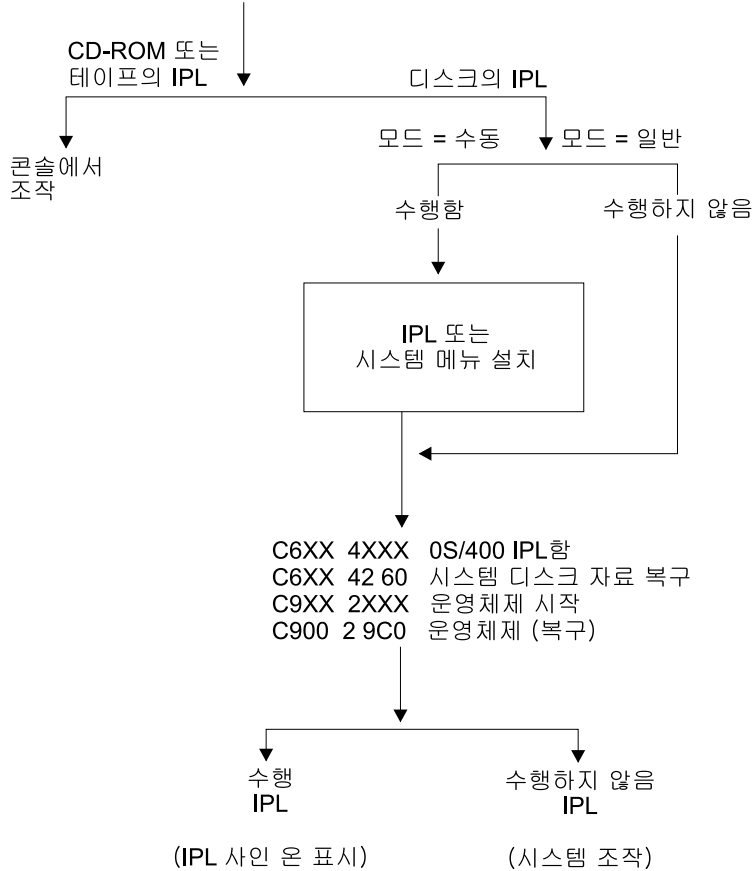 CD-ROM 또는
테이프의 IPL
디스크의 IPL
모드 = 수동
모드 = 일반
콘솔에서
조작
수행함
수행하지 않음
IPL 또는
시스템 메뉴 설치
C6XX 4XXX 0S/400 IPL함
C6XX 42 60 시스템 디스크 자료 복구
C9XX 2XXX 운영체제 시작
C900 2 9C0 운영체제 (복구)
수행
IPL
수행하지 않음
IPL
(IPL 사인 온 표시)
(시스템 조작)